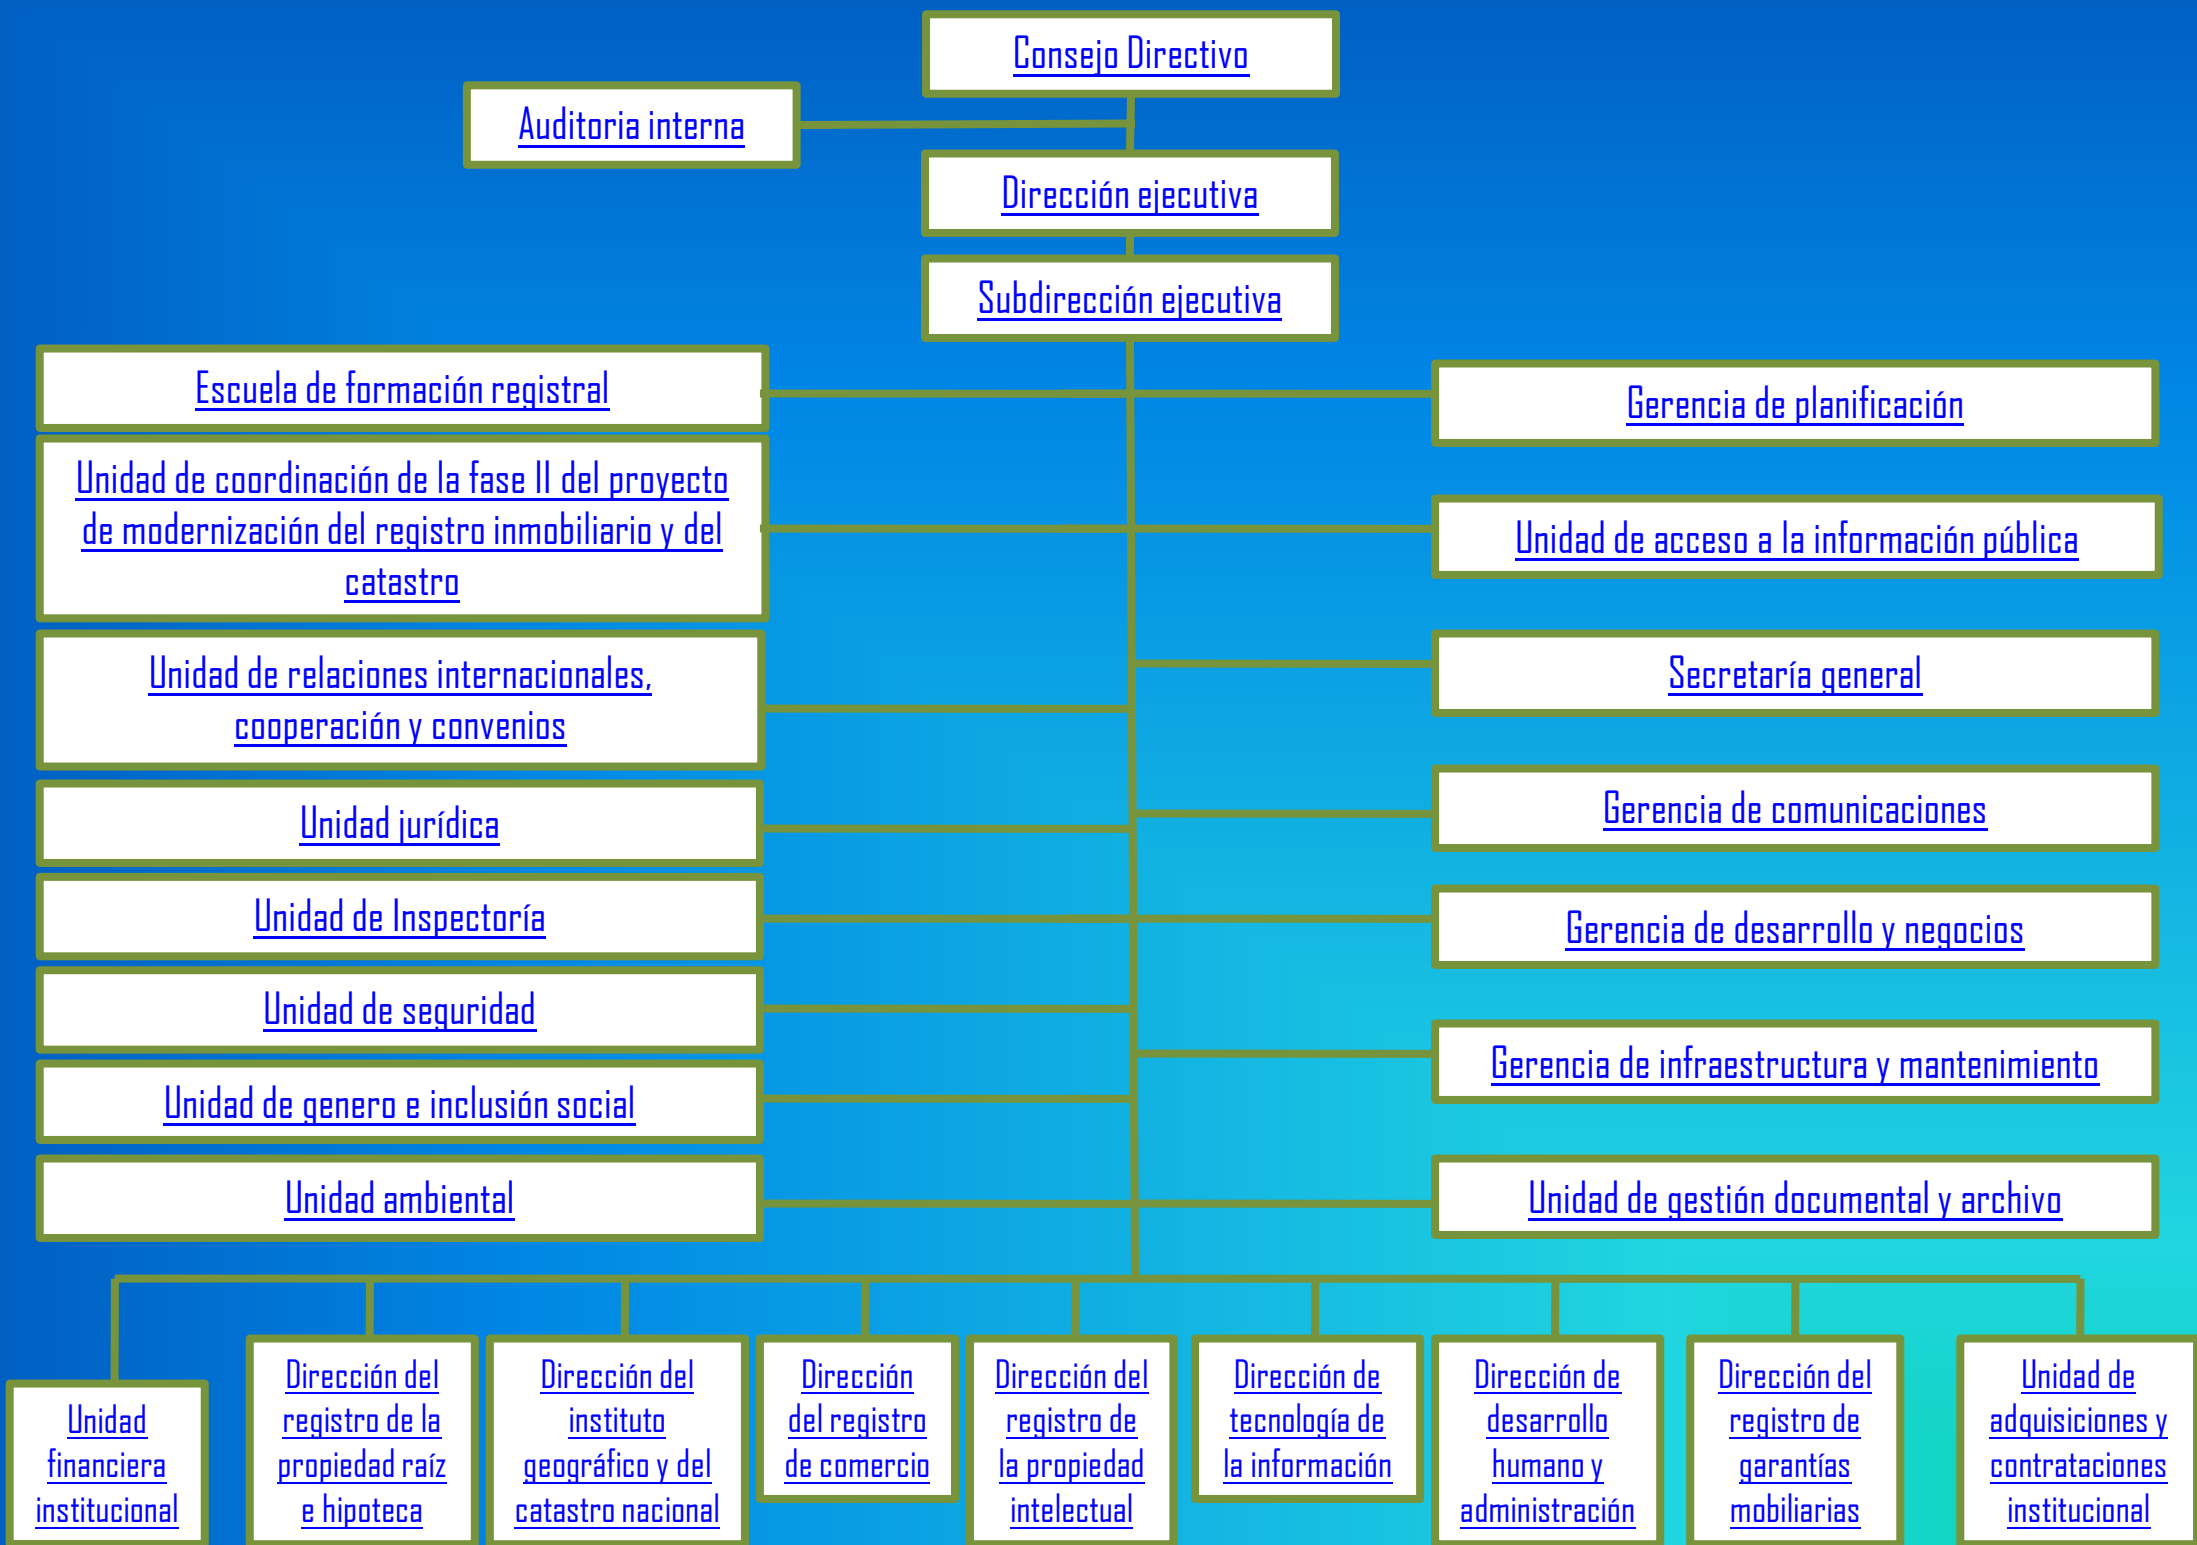 Consejo Directivo
Auditoria interna
Dirección ejecutiva
Subdirección ejecutiva
Escuela de formación registral
Gerencia de planificación
Unidad de coordinación de la fase II del proyecto
de modernización del registro inmobiliario y del
catastro
Unidad de acceso a la información pública
Unidad de relaciones internacionales,
cooperación y convenios
Secretaría general
Unidad jurídica
Gerencia de comunicaciones
Unidad de Inspectoría
Gerencia de desarrollo y negocios
Unidad de seguridad
Gerencia de infraestructura y mantenimiento
Unidad de genero e inclusión social
Unidad ambiental
Unidad de gestión documental y archivo
Unidad
financiera
institucional
Dirección del
registro de la
propiedad raíz
e hipoteca
Dirección del
instituto
geográfico y del
catastro nacional
Dirección
del registro
de comercio
Dirección del
registro de
la propiedad
intelectual
Dirección de
tecnología de
la información
Dirección de
desarrollo
humano y
administración
Dirección del
registro de
garantías
mobiliarias
Unidad de
adquisiciones y
contrataciones
institucional